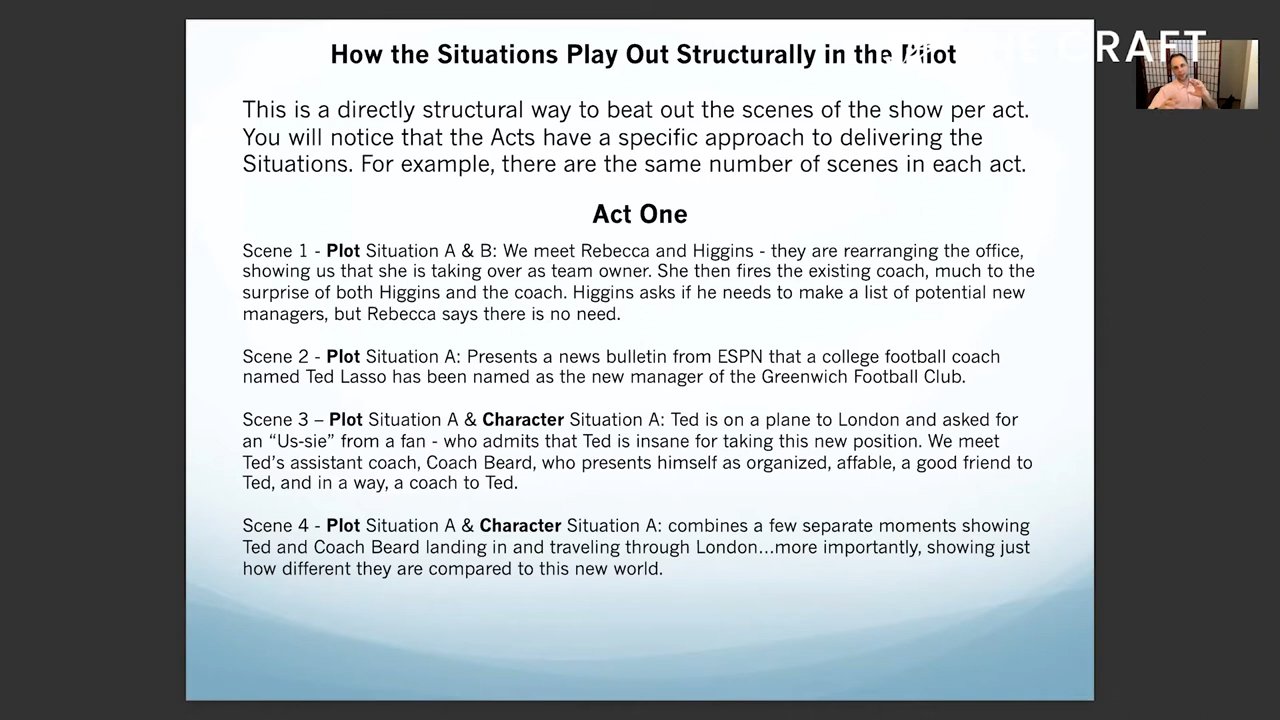 How the Situations Play Out Structurally in the Pilot
CRAFT
This is a directly structural way to beat out the scenes of the show per act.
You will notice that the Acts have a specific approach to delivering the
Situations. For example, there are the same number of scenes in each act.
Act One
Scene 1 - Plot Situation A & B: We meet Rebecca and Higgins - they are rearranging the office,
showing us that she is taking over as team owner. She then fires the existing coach, much to the
surprise of both Higgins and the coach. Higgins asks if he needs to make a list of potential new
managers, but Rebecca says there is no need.
Scene 2 - Plot Situation A: Presents a news bulletin from ESPN that a college football coach
named Ted Lasso has been named as the new manager of the Greenwich Football Club.
Scene 3 – Plot Situation A & Character Situation A: Ted is on a plane to London and asked for
an “Us-sie” from a fan - who admits that Ted is insane for taking this new position. We meet
Ted’s assistant coach, Coach Beard, who presents himself as organized, affable, a good friend to
Ted, and in a way, a coach to Ted.
Scene 4 - Plot Situation A & Character Situation A: combines a few separate moments showing
Ted and Coach Beard landing in and traveling through London...more importantly, showing just
how different they are compared to this new world.